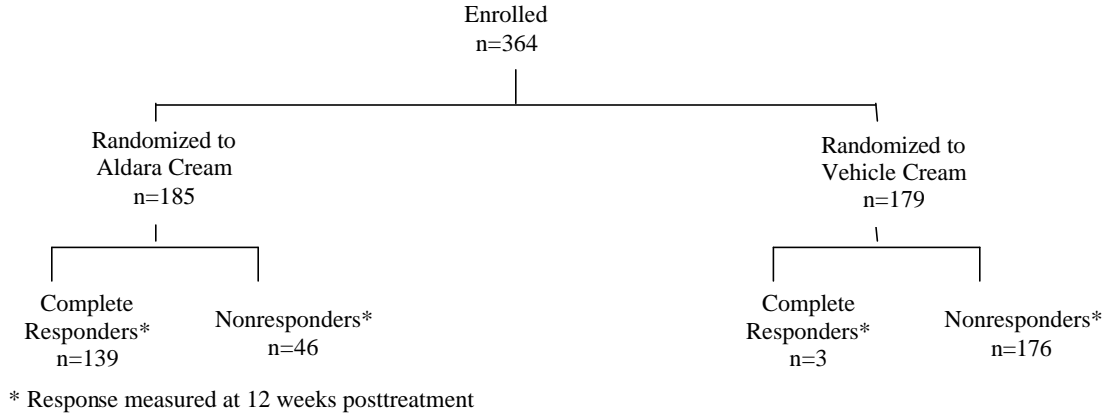 Enrolled
n=364
Randomized to
Aldara Cream
n=185
Randomized to
Vehicle Cream
n=179
Complete
Responders*
n=139
Nonresponders*
n=46
Complete
Responders*
n=3
Nonresponders*
n=176
* Response measured at 12 weeks posttreatment